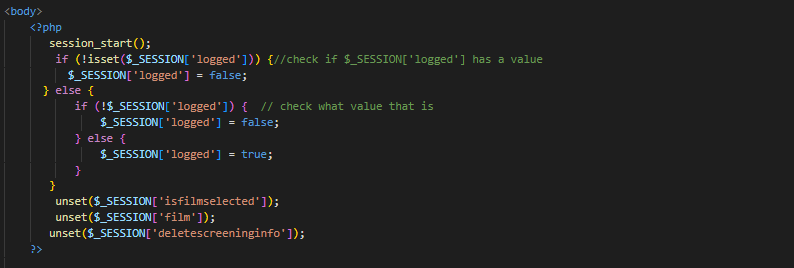 <body>
<?php
session_start();
if (!isset($_SESSION['logged'])) {//check if $_SESSION['logged'] has a value
$_SESSION['logged'] = false;
} else {
if (!$_SESSION['logged']) {  // check what value that is
$_SESSION['logged'] = false;
} else {
$_SESSION['logged'] = true;
}
}
unset($_SESSION['isfilmselected']);
unset($_SESSION['film']);
unset($_SESSION['deletescreeninginfo']);
?>